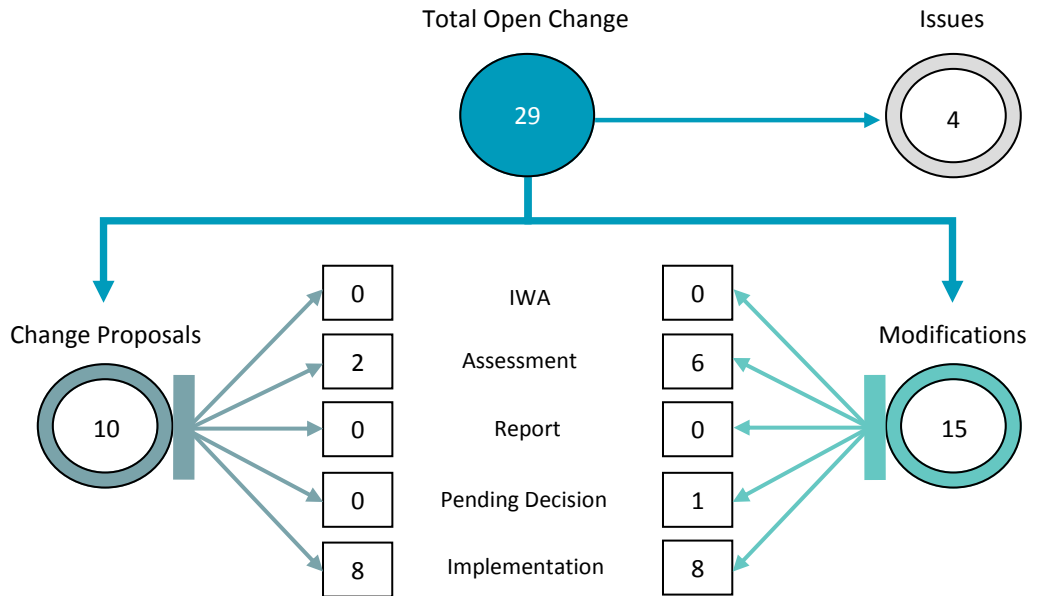 Total Open Change
Issues
29
4
0
IWA
0
Change Proposals
Modifications
2
Assessment
6
10
0
Report
0
15
0
Pending Decision
1
8
Implementation
8